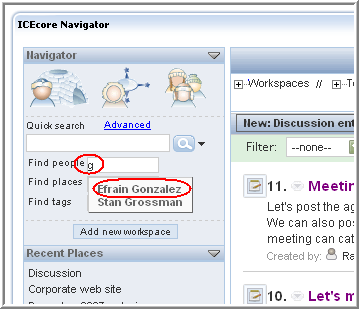 ICEcore Navigator
Navigator
Quick search Advanced
Find people g
Find places
Find tags
Efrain Gonzalez
Stan Grossman
Add new workspace
Recent Places
Discussion
Corporate web site
Workspaces //
New: Discussion ent
Filter: --none--
11. Meetin
Let's post the ag
We can also pos
meeting can cat
Created by: Ra
10. Let's m